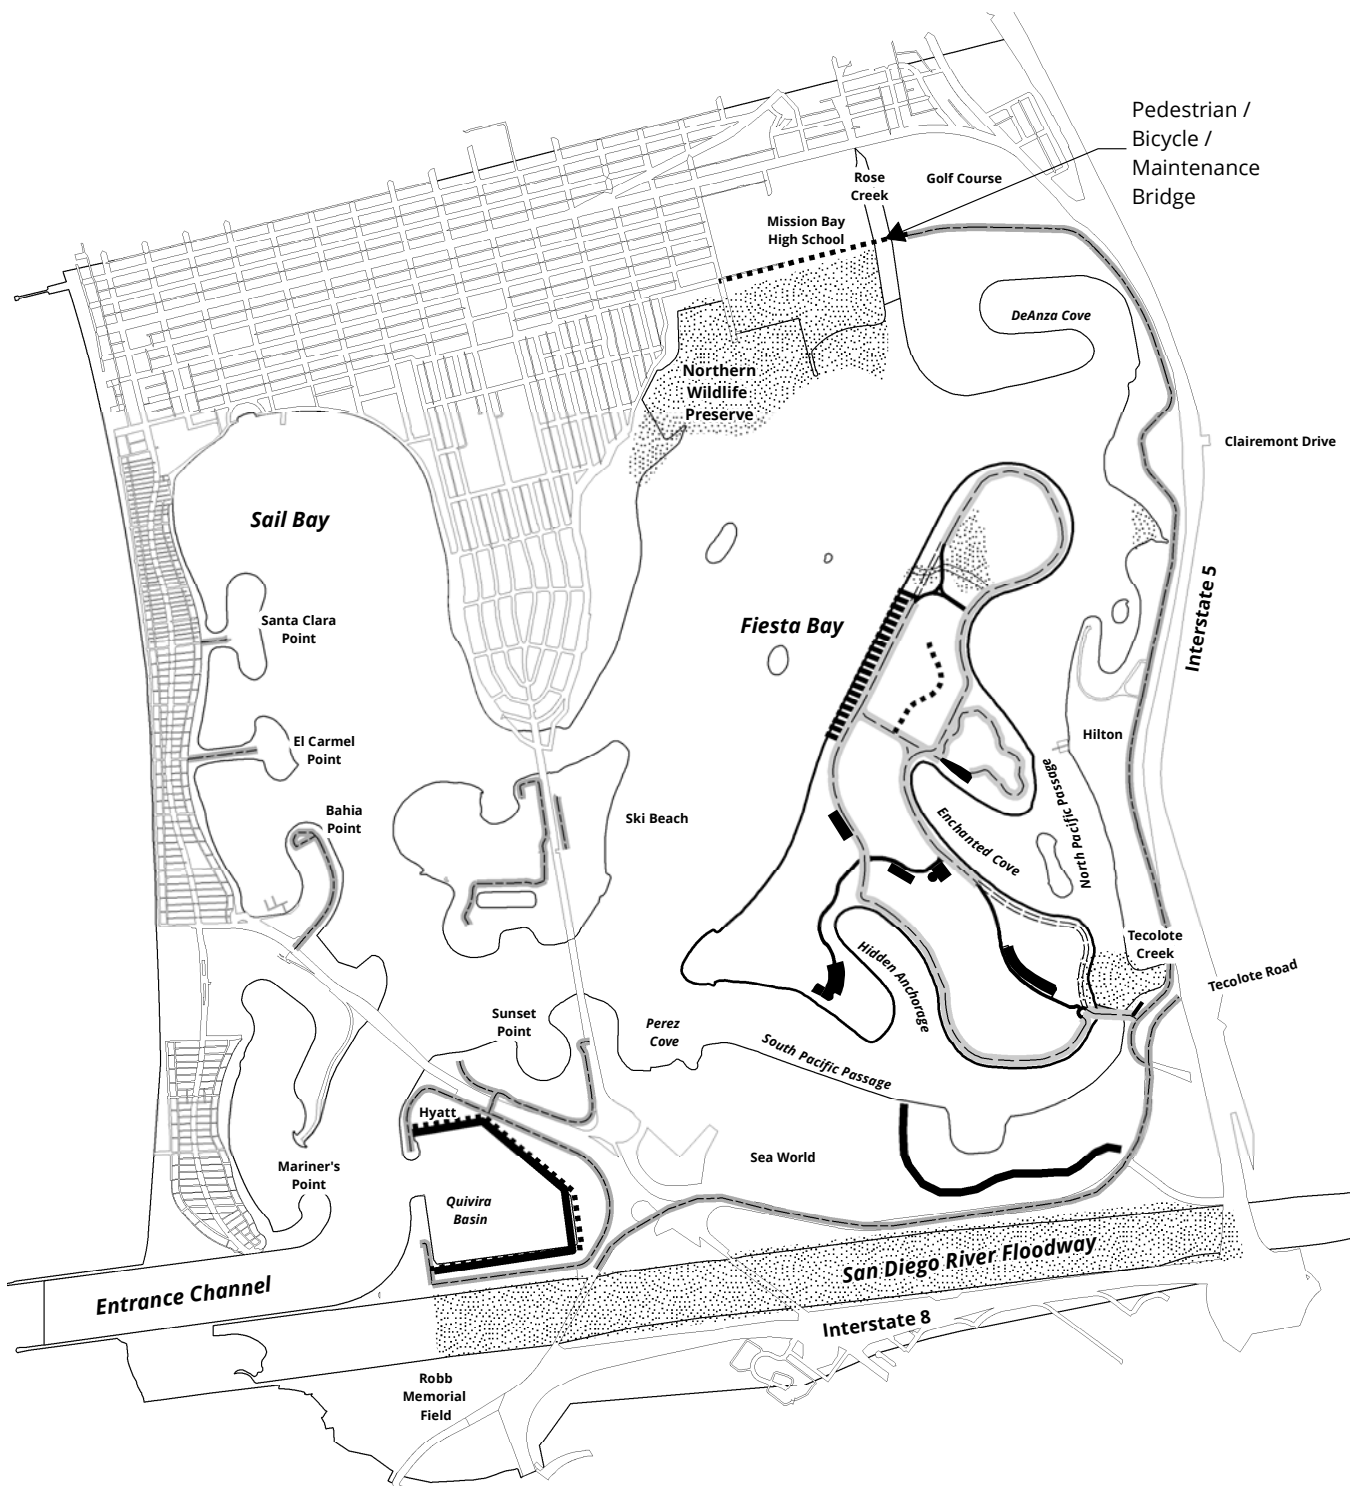 Pedestrian /
Bicycle /
Maintenance
Bridge
Rose
Creek
Golf Course
Mission Bay
High School
DeAnza Cove
Northern
Wildlife
Preserve
Clairemont Drive
Sail Bay
Interstate 5
Santa Clara
Point
Fiesta Bay
El Carmel
Point
Hilton
Bahia
Point
Ski Beach
North Pacific Passage
Enchanted Cove
Tecolote
Creek
Hidden Anchorage
Tecolote Road
Sunset
Point
Perez
Cove
South Pacific Passage
Hyatt
Sea World
Mariner's
Point
Quivira
Basin
San Diego River Floodway
Entrance Channel
Interstate 8
Robb
Memorial
Field